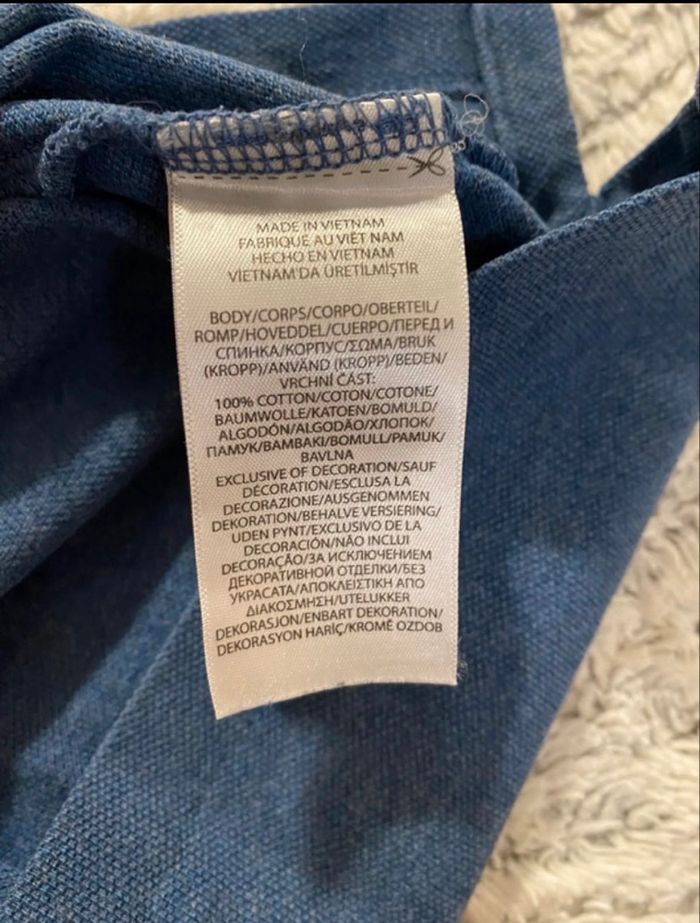 MADE IN VIETNAM
FABRIQUE AU VIÊT NAM
HECHO EN VIETNAM
VIETNAM'DA ÜRETİLMİŞTİR
BODY/CORPS/CORPO/OBERTEIL/
ROMP/HOVEDDEL/CUERPO/ПЕРЕД И
СПИНКА/КОРПУС/ΣΩΜΑ/BRUK
(KROPP)/ANVÄND (KROPP)/BEDEN/
VRCHNÍ ČÁST:
100% COTTON/COTON/COTONE/
BAUMWOLLE/KATOEN/BOMULD/
ALGODÓN/ALGODÃO/ХЛОПОК/
ПАМУК/BAMBAKI/BOMULL/PAMUK/
BAVLNA
EXCLUSIVE OF DECORATION/SAUF
DÉCORATION/ESCLUSA LA
DECORAZIONE/AUSGENOMMEN
DEKORATION/BEHALVE VERSIERING/
UDEN PYNT/EXCLUSIVO DE LA
DECORACIÓN/NÃO INCLUI
DECORAÇÃO/ЗА ИСКЛЮЧЕНИЕМ
ДЕКОРАТИВНОЙ ОТДЕЛКИ/БЕЗ
УКРАСАТА/ΑΠΟΚΛΕΙΣΤΙΚΗ ΑΠΟ
ΔΙΑΚΟΣΜΗΣΗ/UTELUKKER
DEKORASJON/ENBART DEKORATION/
DEKORASYON HARİÇ/KROMĚ OZDOB